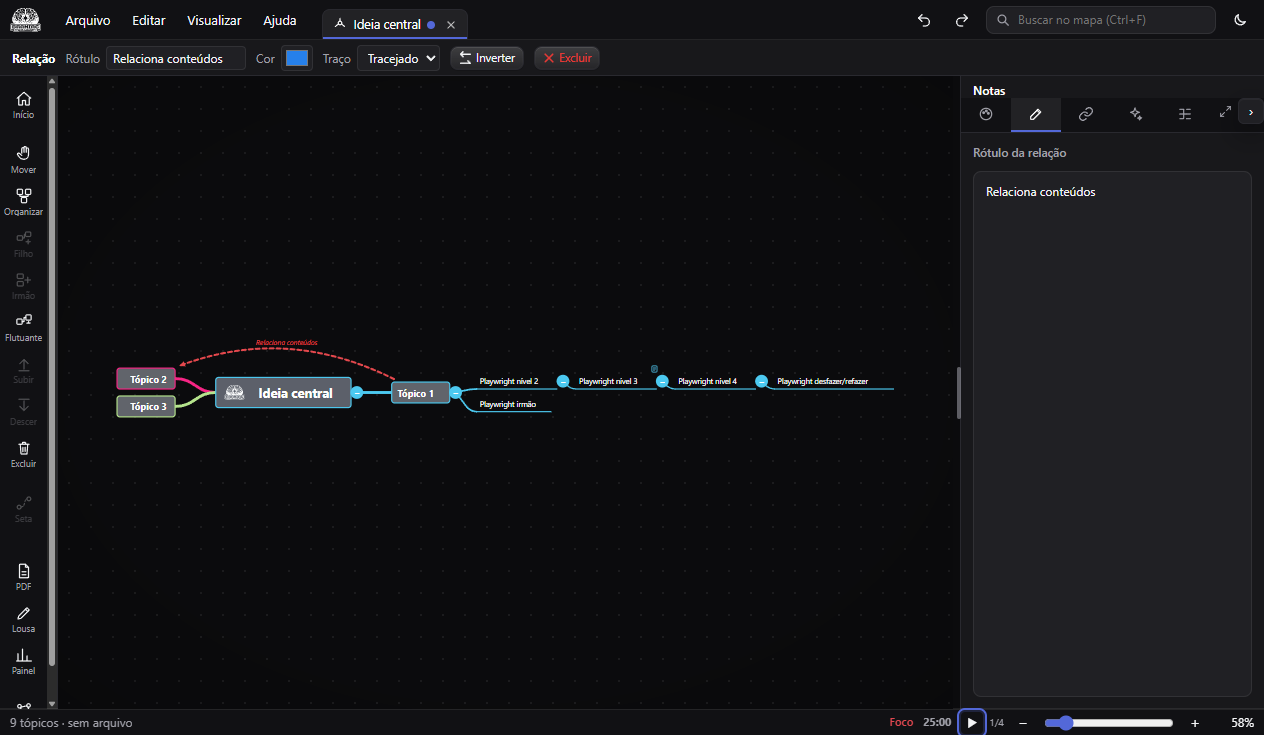 Arquivo Editar Visualizar Ajuda Ideia central Buscar no mapa (Ctrl+F)
Relação Rótulo Relaciona conteúdos Cor Traço Tracejado Inverter Excluir
Início
Mover
Organizar
Filho
Irmão
Flutuante
Subir
Descer
Excluir
Seta
PDF
Lousa
Painel
Relaciona conteúdos
Tópico 2
Tópico 3
Ideia central
Tópico 1
Playwright nível 2
Playwright nível 3
Playwright nível 4
Playwright desfazer/refazer
Playwright irmão
Notas
Rótulo da relação
Relaciona conteúdos
9 tópicos · sem arquivo
Foco 25:00 1/4 58%